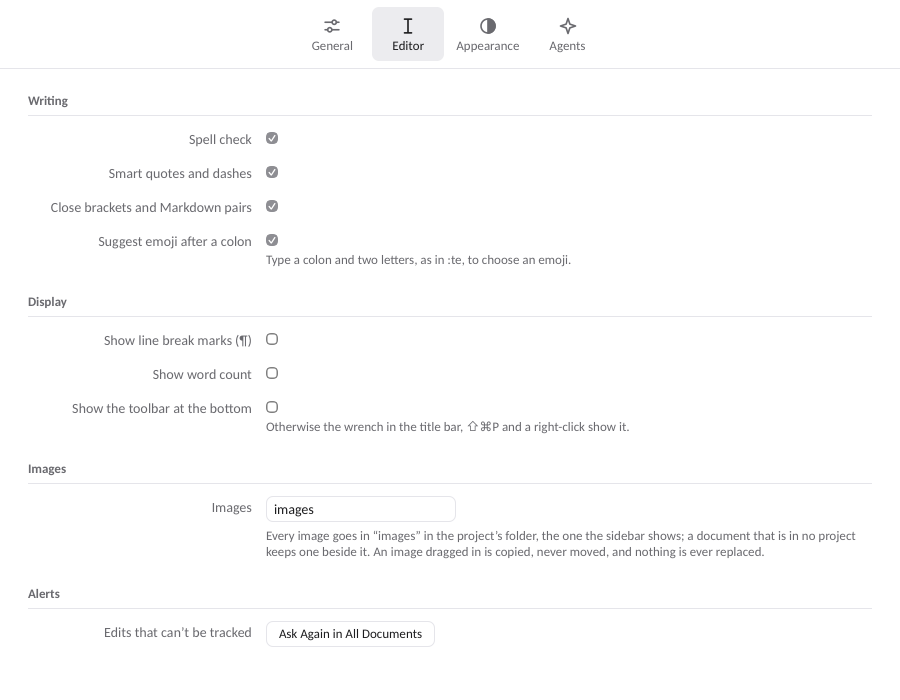 General
Editor
Appearance
Agents
Writing
Spell check
Smart quotes and dashes
Close brackets and Markdown pairs
Suggest emoji after a colon
Type a colon and two letters, as in :te, to choose an emoji.
Display
Show line break marks (¶)
Show word count
Show the toolbar at the bottom
Otherwise the wrench in the title bar, ⇧⌘P and a right-click show it.
Images
Images
images
Every image goes in “images” in the project’s folder, the one the sidebar shows; a document that is in no project
keeps one beside it. An image dragged in is copied, never moved, and nothing is ever replaced.
Alerts
Edits that can’t be tracked
Ask Again in All Documents